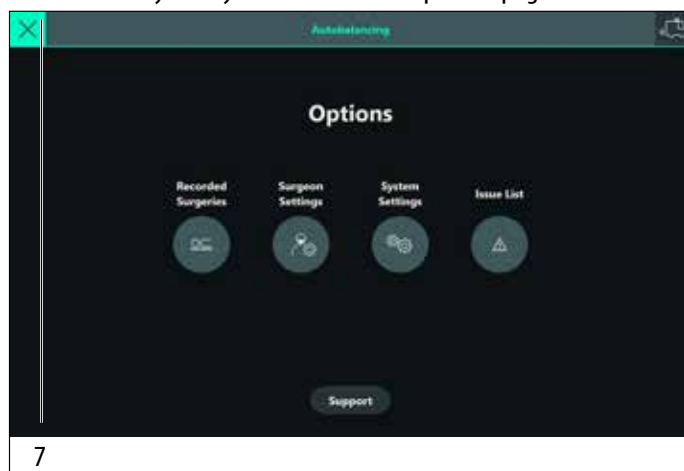 Autobalancing
Options
Recorded Surgeries
Surgeon Settings
System Settings
Issue List
Support
7